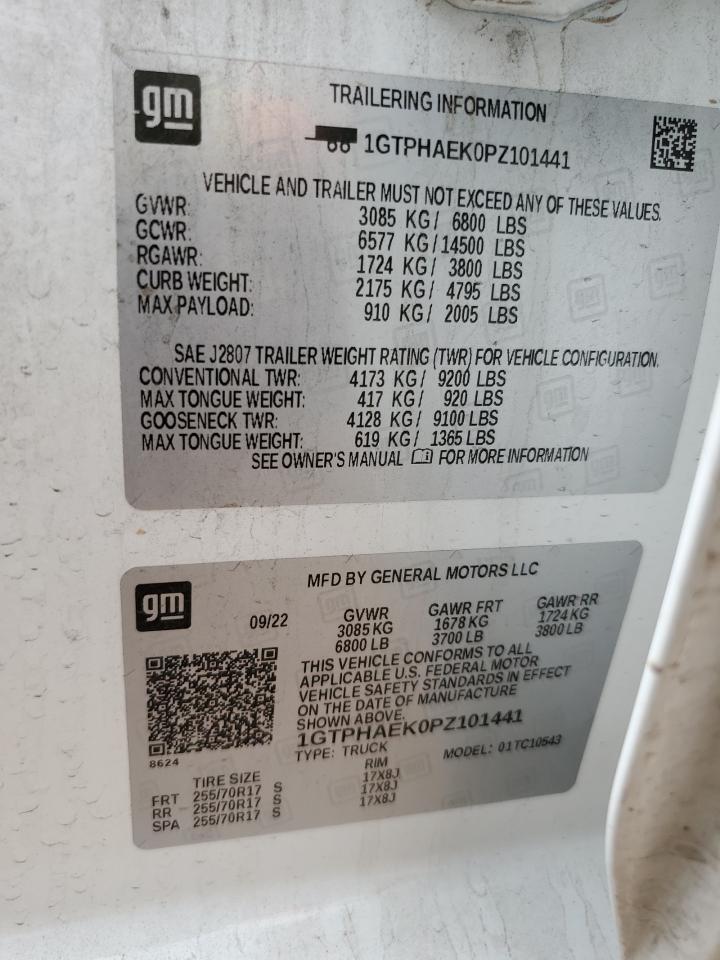 gm
TRAILERING INFORMATION
1GTPHAEK0PZ101441
VEHICLE AND TRAILER MUST NOT EXCEED ANY OF THESE VALUES.
GVWR: 3085 KG/ 6800 LBS
GCWR: 6577 KG/14500 LBS
RGAWR: 1724 KG/ 3800 LBS
CURB WEIGHT: 2175 KG/ 4795 LBS
MAX PAYLOAD: 910 KG/ 2005 LBS
SAE J2807 TRAILER WEIGHT RATING (TWR) FOR VEHICLE CONFIGURATION.
CONVENTIONAL TWR: 4173 KG/ 9200 LBS
MAX TONGUE WEIGHT: 417 KG/ 920 LBS
GOOSENECK TWR: 4128 KG/ 9100 LBS
MAX TONGUE WEIGHT: 619 KG/ 1365 LBS
SEE OWNER'S MANUAL FOR MORE INFORMATION
gm
MFD BY GENERAL MOTORS LLC
09/22 GVWR GAWR FRT GAWR RR
3085 KG 1678 KG 1724 KG
6800 LB 3700 LB 3800 LB
THIS VEHICLE CONFORMS TO ALL
APPLICABLE U.S. FEDERAL MOTOR
VEHICLE SAFETY STANDARDS IN EFFECT
ON THE DATE OF MANUFACTURE
SHOWN ABOVE.
1GTPHAEK0PZ101441
8624
TYPE: TRUCK MODEL: 01TC10543
TIRE SIZE RIM
FRT 255/70R17 S 17X8J
RR 255/70R17 S 17X8J
SPA 255/70R17 S 17X8J